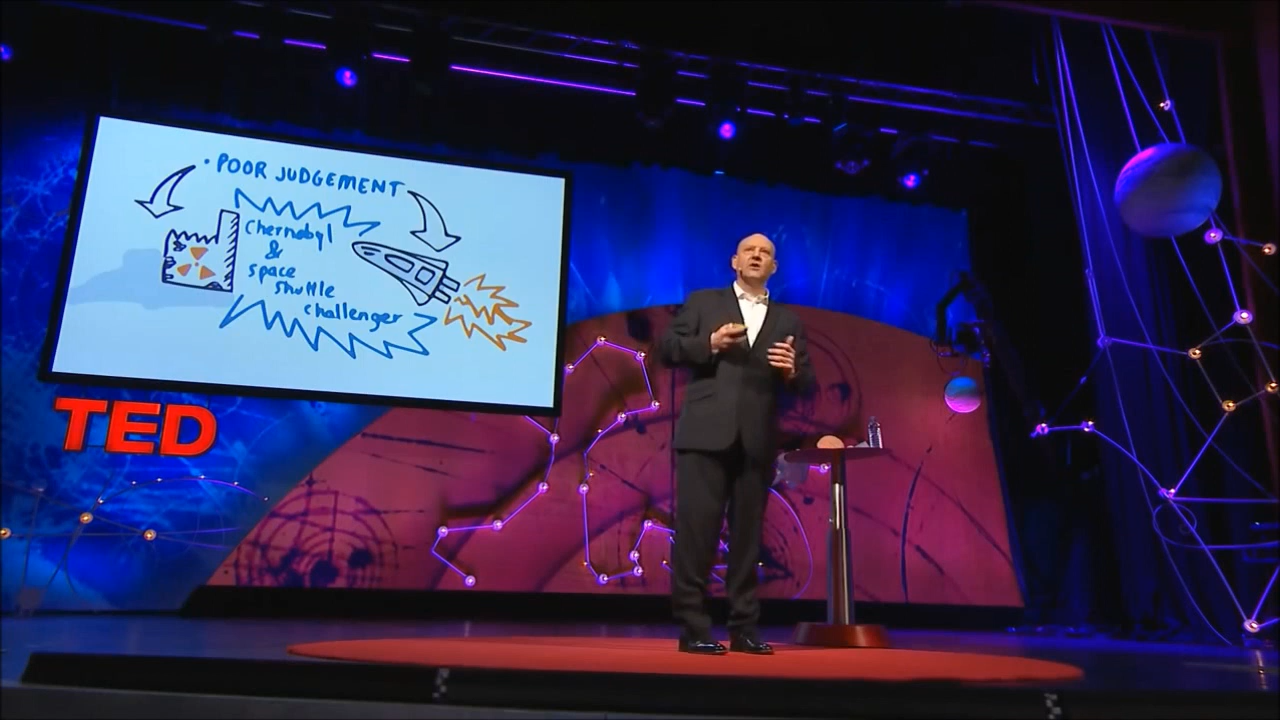 • POOR JUDGEMENT
Chernobyl
&
space
shuttle
challenger
TED